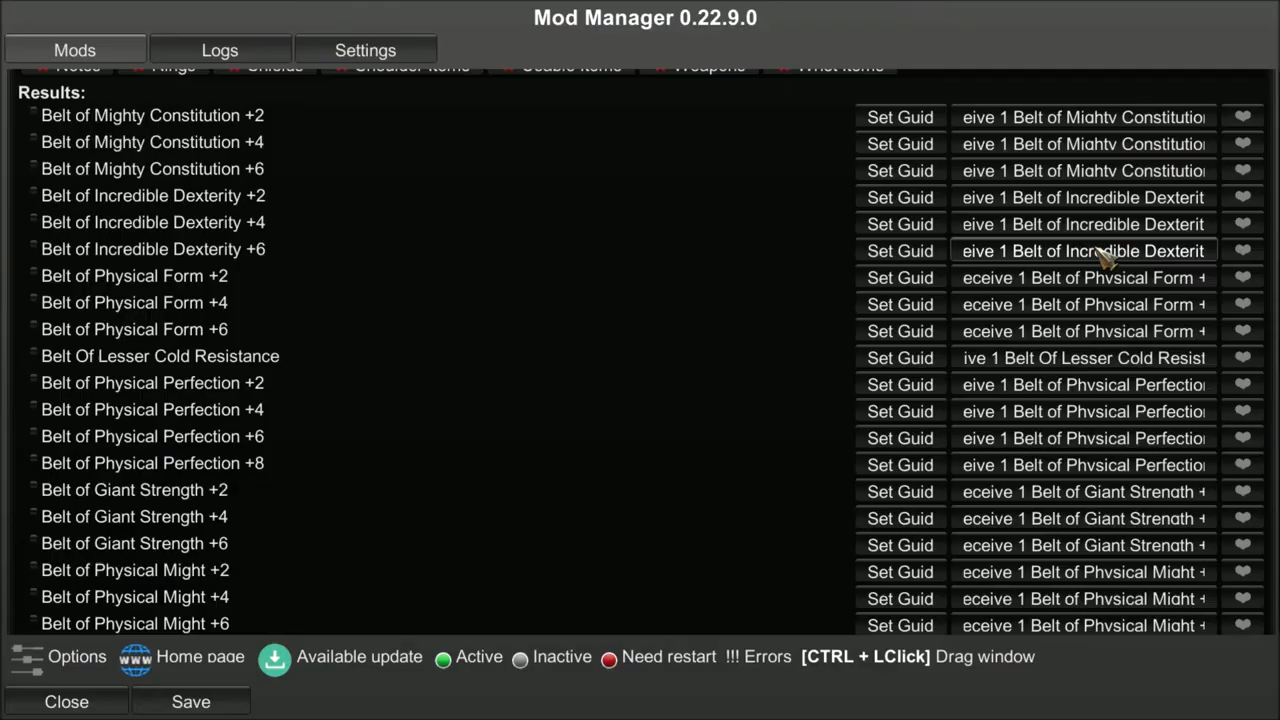 Mod Manager 0.22.9.0
Mods Logs Settings
Notes Rings Shields Shoulder Items Usable Items Weapons Wrist Items
Results:
Belt of Mighty Constitution +2 Set Guid eive 1 Belt of Mighty Constitutio
Belt of Mighty Constitution +4 Set Guid eive 1 Belt of Mighty Constitutio
Belt of Mighty Constitution +6 Set Guid eive 1 Belt of Mighty Constitutio
Belt of Incredible Dexterity +2 Set Guid eive 1 Belt of Incredible Dexterit
Belt of Incredible Dexterity +4 Set Guid eive 1 Belt of Incredible Dexterit
Belt of Incredible Dexterity +6 Set Guid eive 1 Belt of Incredible Dexterit
Belt of Physical Form +2 Set Guid eceive 1 Belt of Physical Form +
Belt of Physical Form +4 Set Guid eceive 1 Belt of Physical Form +
Belt of Physical Form +6 Set Guid eceive 1 Belt of Physical Form +
Belt Of Lesser Cold Resistance Set Guid ive 1 Belt Of Lesser Cold Resist
Belt of Physical Perfection +2 Set Guid eive 1 Belt of Physical Perfectio
Belt of Physical Perfection +4 Set Guid eive 1 Belt of Physical Perfectio
Belt of Physical Perfection +6 Set Guid eive 1 Belt of Physical Perfectio
Belt of Physical Perfection +8 Set Guid eive 1 Belt of Physical Perfectio
Belt of Giant Strength +2 Set Guid eceive 1 Belt of Giant Strength +
Belt of Giant Strength +4 Set Guid eceive 1 Belt of Giant Strength +
Belt of Giant Strength +6 Set Guid eceive 1 Belt of Giant Strength +
Belt of Physical Might +2 Set Guid eceive 1 Belt of Physical Might +
Belt of Physical Might +4 Set Guid eceive 1 Belt of Physical Might +
Belt of Physical Might +6 Set Guid eceive 1 Belt of Physical Might +
Options www Home page Available update Active Inactive Need restart !!! Errors [CTRL + LClick] Drag window
Close Save